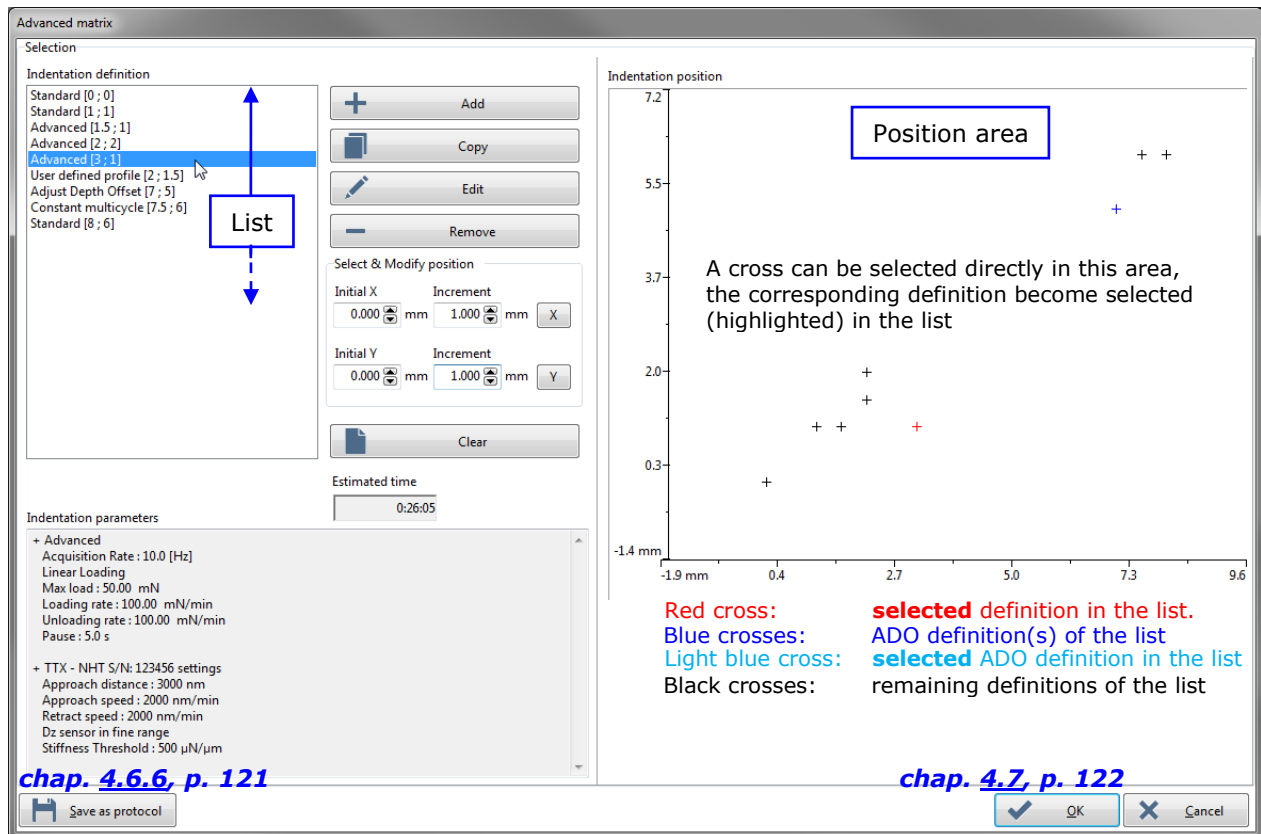 Advanced matrix
Selection
Indentation definition
Standard [0 ; 0]
Standard [1 ; 1]
Advanced [1.5 ; 1]
Advanced [2 ; 2]
Advanced [3 ; 1]
User defined profile [2 ; 1.5]
Adjust Depth Offset [7 ; 5]
Constant multicycle [7.5 ; 6]
Standard [8 ; 6]
List
Add
Copy
Edit
Remove
Select & Modify position
Initial X Increment
0.000 mm 1.000 mm X
Initial Y Increment
0.000 mm 1.000 mm Y
Clear
Estimated time
0:26:05
Indentation parameters
+ Advanced
Acquisition Rate : 10.0 [Hz]
Linear Loading
Max load : 50.00 mN
Loading rate : 100.00 mN/min
Unloading rate : 100.00 mN/min
Pause : 5.0 s
+ TTX - NHT S/N: 123456 settings
Approach distance : 3000 nm
Approach speed : 2000 nm/min
Retract speed : 2000 nm/min
Dz sensor in fine range
Stiffness Threshold : 500 µN/µm
chap. 4.6.6, p. 121
Save as protocol
Indentation position
7.2
Position area
5.5
3.7
A cross can be selected directly in this area,
the corresponding definition become selected
(highlighted) in the list
2.0
0.3
-1.4 mm
-1.9 mm 0.4 2.7 5.0 7.3 9.6
Red cross: selected definition in the list.
Blue crosses: ADO definition(s) of the list
Light blue cross: selected ADO definition in the list
Black crosses: remaining definitions of the list
chap. 4.7, p. 122
OK
Cancel